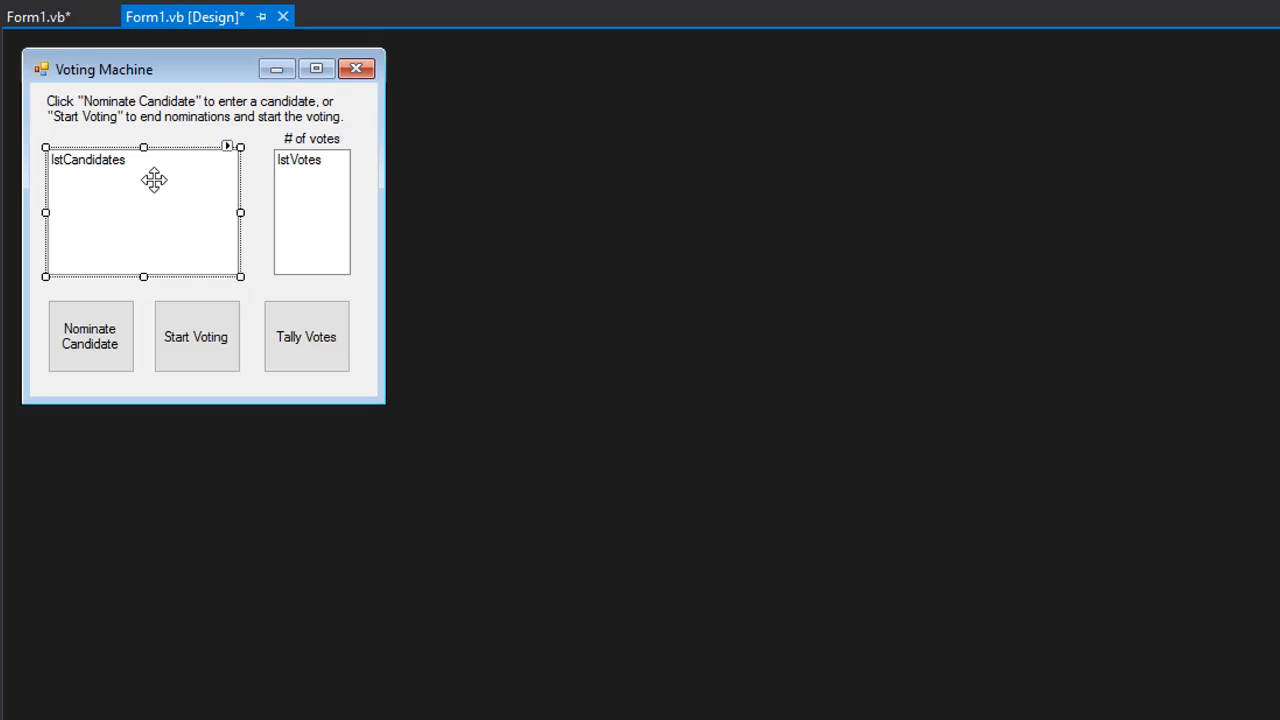 Form1.vb*
Form1.vb [Design]*
Voting Machine
Click "Nominate Candidate" to enter a candidate, or
"Start Voting" to end nominations and start the voting.
# of votes
lstCandidates
lstVotes
Nominate
Candidate
Start Voting
Tally Votes